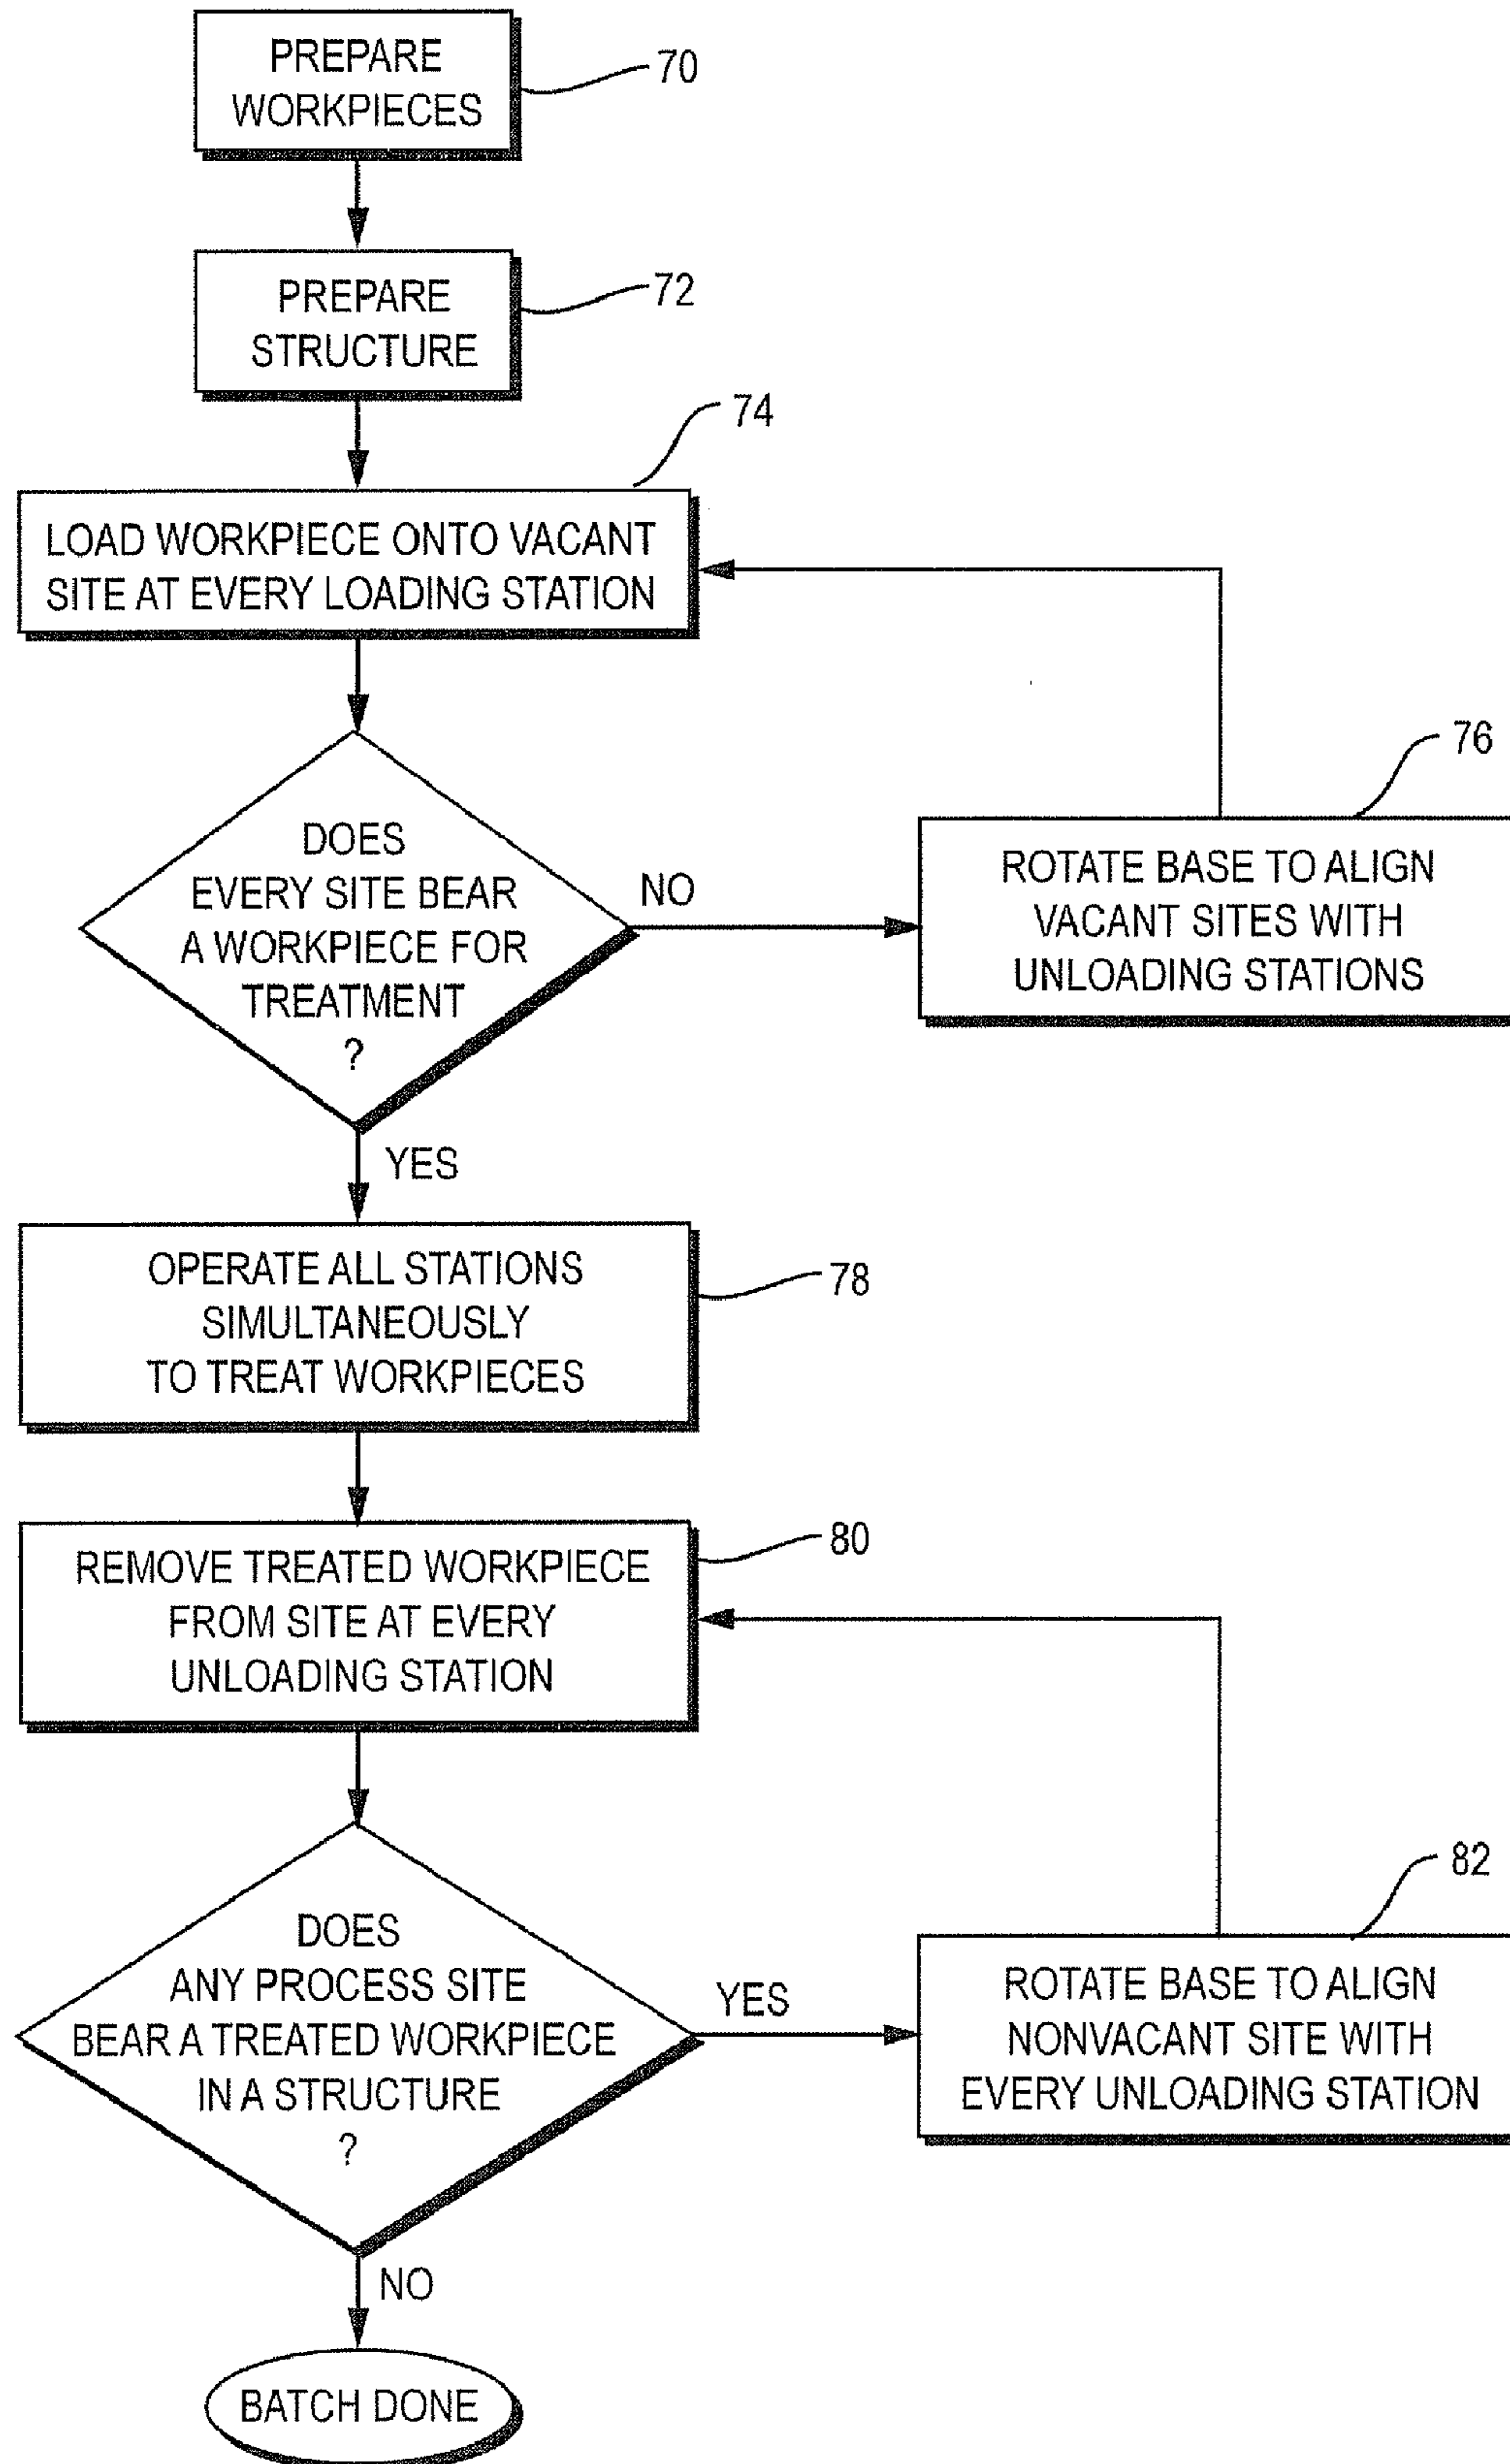 PREPARE
WORKPIECES
70
PREPARE
STRUCTURE
72
74
LOAD WORKPIECE ONTO VACANT
SITE AT EVERY LOADING STATION
DOES
EVERY SITE BEAR
A WORKPIECE FOR
TREATMENT
?
NO
76
ROTATE BASE TO ALIGN
VACANT SITES WITH
UNLOADING STATIONS
YES
OPERATE ALL STATIONS
SIMULTANEOUSLY
TO TREAT WORKPIECES
78
REMOVE TREATED WORKPIECE
FROM SITE AT EVERY
UNLOADING STATION
80
DOES
ANY PROCESS SITE
BEAR A TREATED WORKPIECE
IN A STRUCTURE
?
YES
82
ROTATE BASE TO ALIGN
NONVACANT SITE WITH
EVERY UNLOADING STATION
NO
BATCH DONE